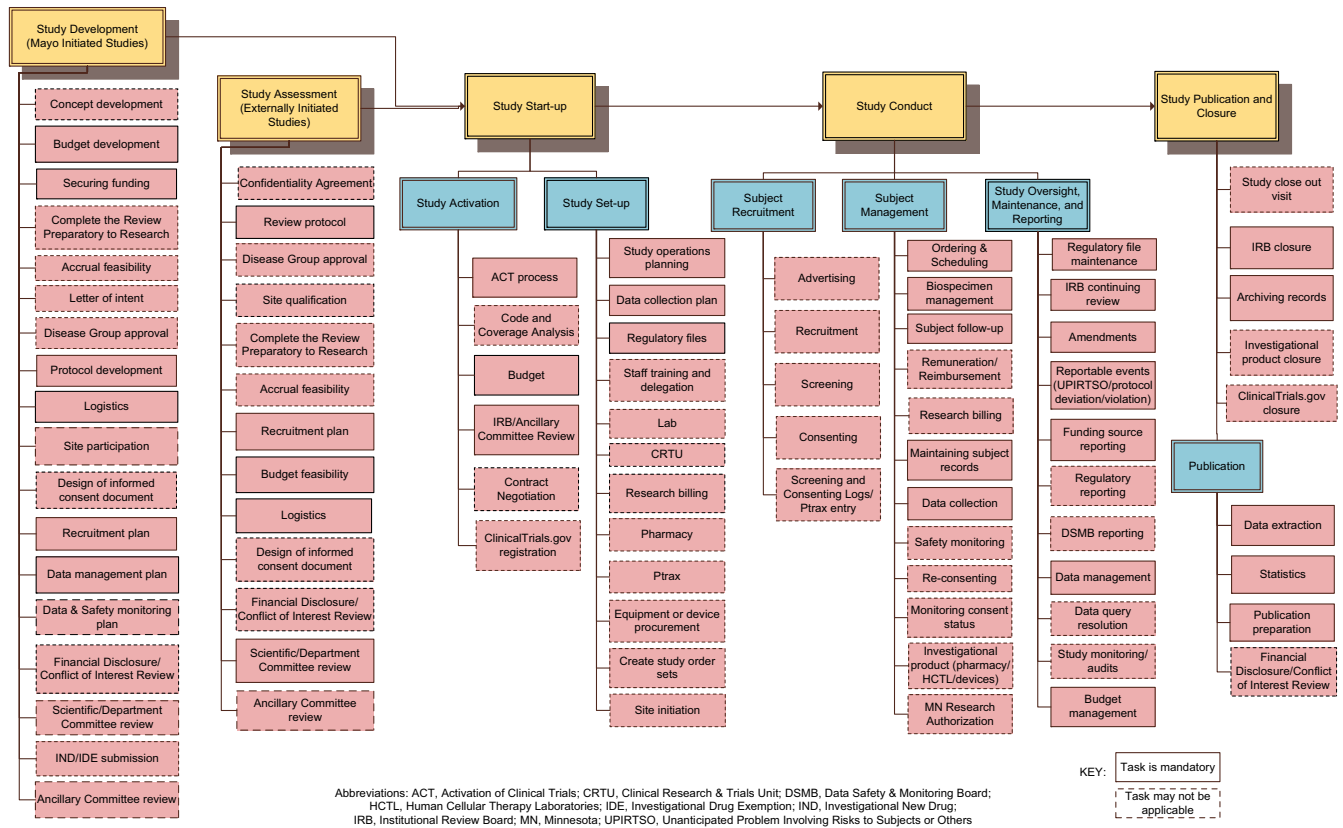 Study Development
(Mayo Initiated Studies)
Concept development
Budget development
Securing funding
Complete the Review
Preparatory to Research
Accrual feasibility
Letter of intent
Disease Group approval
Protocol development
Logistics
Site participation
Design of informed
consent document
Recruitment plan
Data management plan
Data & Safety monitoring
plan
Financial Disclosure/
Conflict of Interest Review
Scientific/Department
Committee review
IND/IDE submission
Ancillary Committee review
Study Assessment
(Externally Initiated
Studies)
Confidentiality Agreement
Review protocol
Disease Group approval
Site qualification
Complete the Review
Preparatory to Research
Accrual feasibility
Recruitment plan
Budget feasibility
Logistics
Design of informed
consent document
Financial Disclosure/
Conflict of Interest Review
Scientific/Department
Committee review
Ancillary Committee
review
Study Start-up
Study Activation
ACT process
Code and
Coverage Analysis
Budget
IRB/Ancillary
Committee Review
Contract
Negotiation
ClinicalTrials.gov
registration
Study Set-up
Study operations
planning
Data collection plan
Regulatory files
Staff training and
delegation
Lab
CRTU
Research billing
Pharmacy
Ptrax
Equipment or device
procurement
Create study order
sets
Site initiation
Study Conduct
Subject
Recruitment
Advertising
Recruitment
Screening
Consenting
Screening and
Consenting Logs/
Ptrax entry
Subject
Management
Ordering &
Scheduling
Biospecimen
management
Subject follow-up
Remuneration/
Reimbursement
Research billing
Maintaining subject
records
Data collection
Safety monitoring
Re-consenting
Monitoring consent
status
Investigational
product (pharmacy/
HCTL/devices)
MN Research
Authorization
Study Oversight,
Maintenance, and
Reporting
Regulatory file
maintenance
IRB continuing
review
Amendments
Reportable events
(UPIRTSO/protocol
deviation/violation)
Funding source
reporting
Regulatory
reporting
DSMB reporting
Data management
Data query
resolution
Study monitoring/
audits
Budget
management
Study Publication and
Closure
Study close out
visit
IRB closure
Archiving records
Investigational
product closure
ClinicalTrials.gov
closure
Publication
Data extraction
Statistics
Publication
preparation
Financial
Disclosure/Conflict
of Interest Review
KEY:
Task is mandatory
Task may not be
applicable
Abbreviations: ACT, Activation of Clinical Trials; CRTU, Clinical Research & Trials Unit; DSMB, Data Safety & Monitoring Board;
HCTL, Human Cellular Therapy Laboratories; IDE, Investigational Drug Exemption; IND, Investigational New Drug;
IRB, Institutional Review Board; MN, Minnesota; UPIRTSO, Unanticipated Problem Involving Risks to Subjects or Others